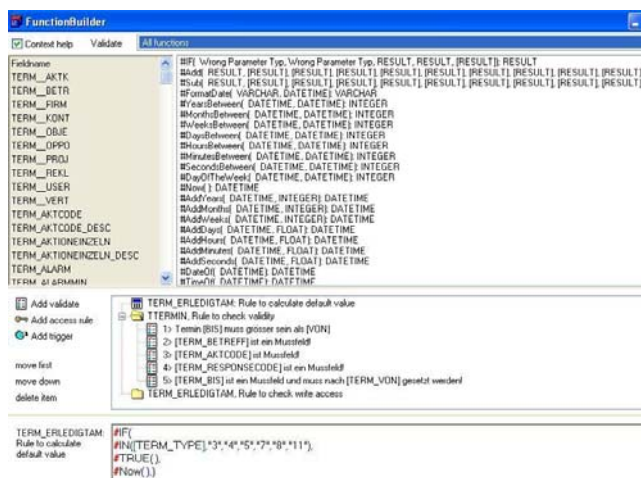 FunctionBuilder
Context help Validate All functions
Fieldname
TERM__AKTK
TERM__BETR
TERM__FIRM
TERM__KONT
TERM__OBJE
TERM__OPPO
TERM__PROJ
TERM__REKL
TERM__USER
TERM__VERT
TERM_AKTCODE
TERM_AKTCODE_DESC
TERM_AKTIONEINZELN
TERM_AKTIONEINZELN_DESC
TERM_ALARM
TERM_ALARMMIN
#IF( Wrong Parameter Typ, Wrong Parameter Typ, RESULT, RESULT, [RESULT]): RESULT
#Add( RESULT, [RESULT], [RESULT], [RESULT], [RESULT], [RESULT], [RESULT], [RESULT], [RESULT], [RESULT]
#Sub( RESULT, [RESULT], [RESULT], [RESULT], [RESULT], [RESULT], [RESULT], [RESULT], [RESULT], [RESULT]
#FormatDate( VARCHAR, DATETIME): VARCHAR
#YearsBetween( DATETIME, DATETIME): INTEGER
#MonthsBetween( DATETIME, DATETIME): INTEGER
#WeeksBetween( DATETIME, DATETIME): INTEGER
#DaysBetween( DATETIME, DATETIME): INTEGER
#HoursBetween( DATETIME, DATETIME): INTEGER
#MinutesBetween( DATETIME, DATETIME): INTEGER
#SecondsBetween( DATETIME, DATETIME): INTEGER
#DayOfTheWeek( DATETIME): INTEGER
#Now( ): DATETIME
#AddYears( DATETIME, INTEGER): DATETIME
#AddMonths( DATETIME, INTEGER): DATETIME
#AddWeeks( DATETIME, INTEGER): DATETIME
#AddDays( DATETIME, FLOAT): DATETIME
#AddHours( DATETIME, FLOAT): DATETIME
#AddMinutes( DATETIME, FLOAT): DATETIME
#AddSeconds( DATETIME, FLOAT): DATETIME
#DateOf( DATETIME): DATETIME
#TimeOf( DATETIME): DATETIME
Add validate
Add access rule
Add trigger
move first
move down
delete item
TERM_ERLEDIGTAM: Rule to calculate default value
TTERMIN, Rule to check validity
1> Termin [BIS] muss grösser sein als [VON]
2> [TERM_BETREFF] ist ein Mussfeld!
3> [TERM_AKTCODE] ist Mussfeld!
4> [TERM_RESPONSECODE] ist ein Mussfeld!
5> [TERM_BIS] ist ein Mussfeld und muss nach [TERM_VON] gesetzt werden!
TERM_ERLEDIGTAM, Rule to check write access
TERM_ERLEDIGTAM:
Rule to calculate
default value
#IF(
#IN([TERM_TYPE],"3","4","5","7","8","11"),
#TRUE(),
#Now(),)